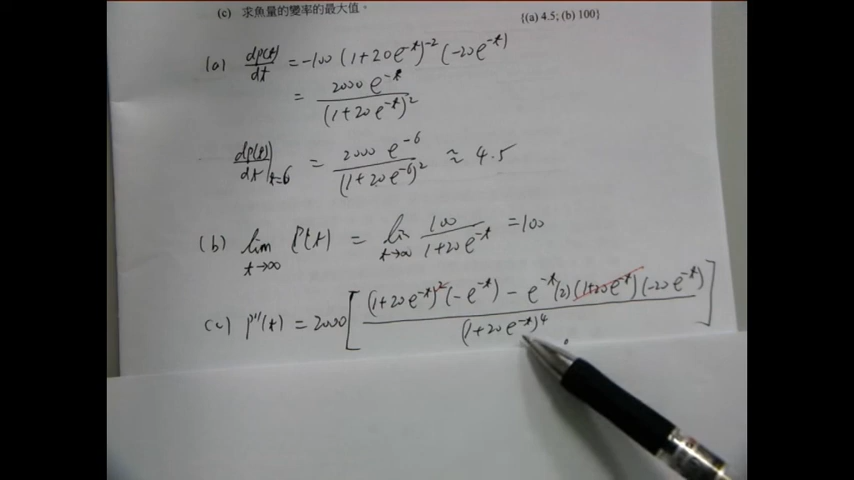 (c) 求魚量的變率的最大值。 {(a) 4.5; (b) 100}
(a) dP(t)/dt = -100 (1+20e^-t)^-2 (-20e^-t)
= 2000 e^-t / (1+20e^-t)^2
dP(t)/dt |t=6 = 2000 e^-6 / (1+20e^-6)^2 ≈ 4.5
(b) lim t→∞ P(t) = lim t→∞ 100 / 1+20e^-t = 100
(c) P''(t) = 2000 [ (1+20e^-t)^2 (-e^-t) - e^-t (2) (1+20e^-t) (-20e^-t) / (1+20e^-t)^4 ]